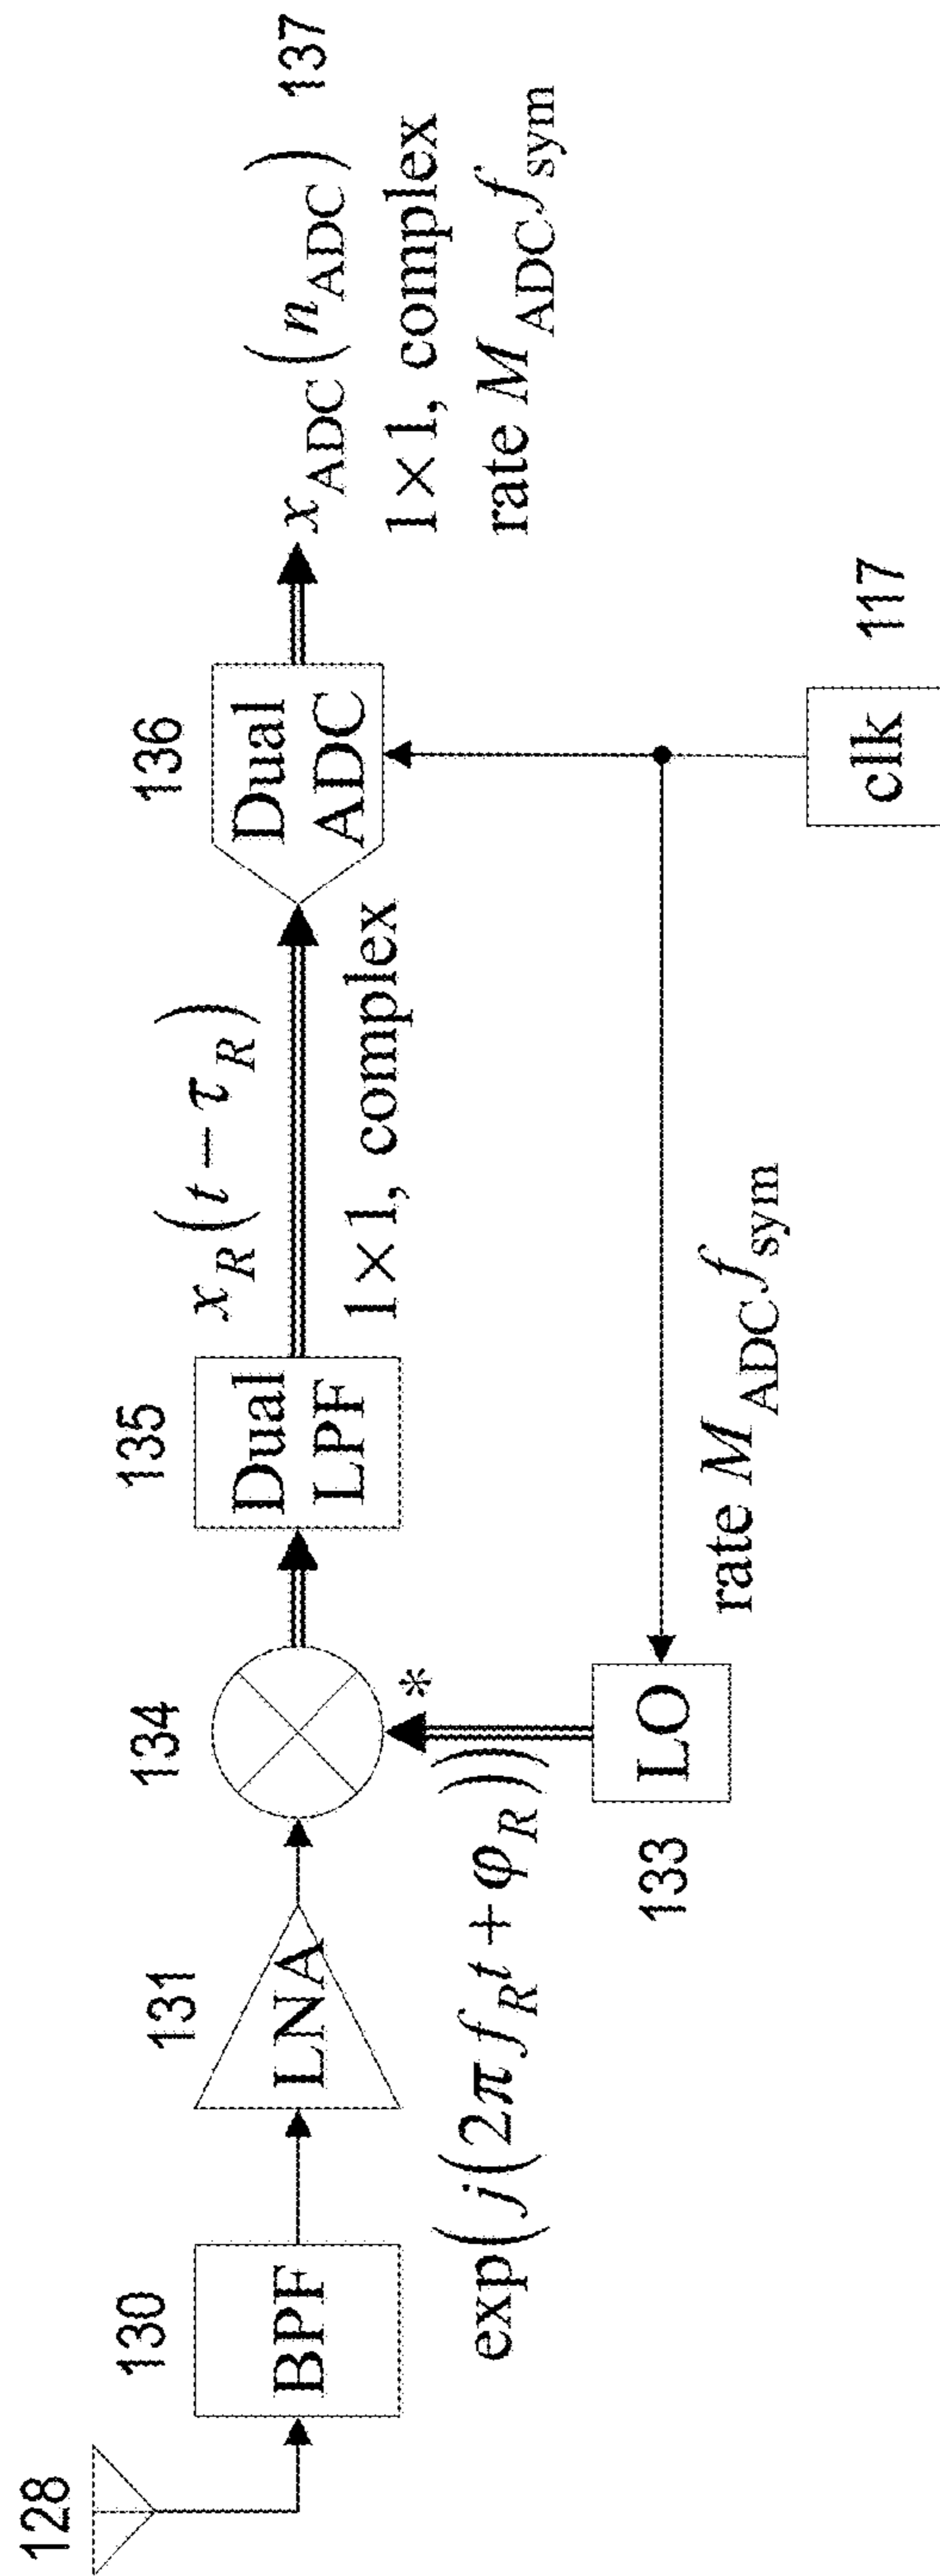 128
130
BPF
131
LNA
134
*
exp(j(2πf_R t + φ_R))
133
LO
135
Dual
LPF
x_R(t − τ_R)
1×1, complex
136
Dual
ADC
x_ADC(n_ADC) 137
1×1, complex
rate M_ADC f_sym
rate M_ADC f_sym
clk
117